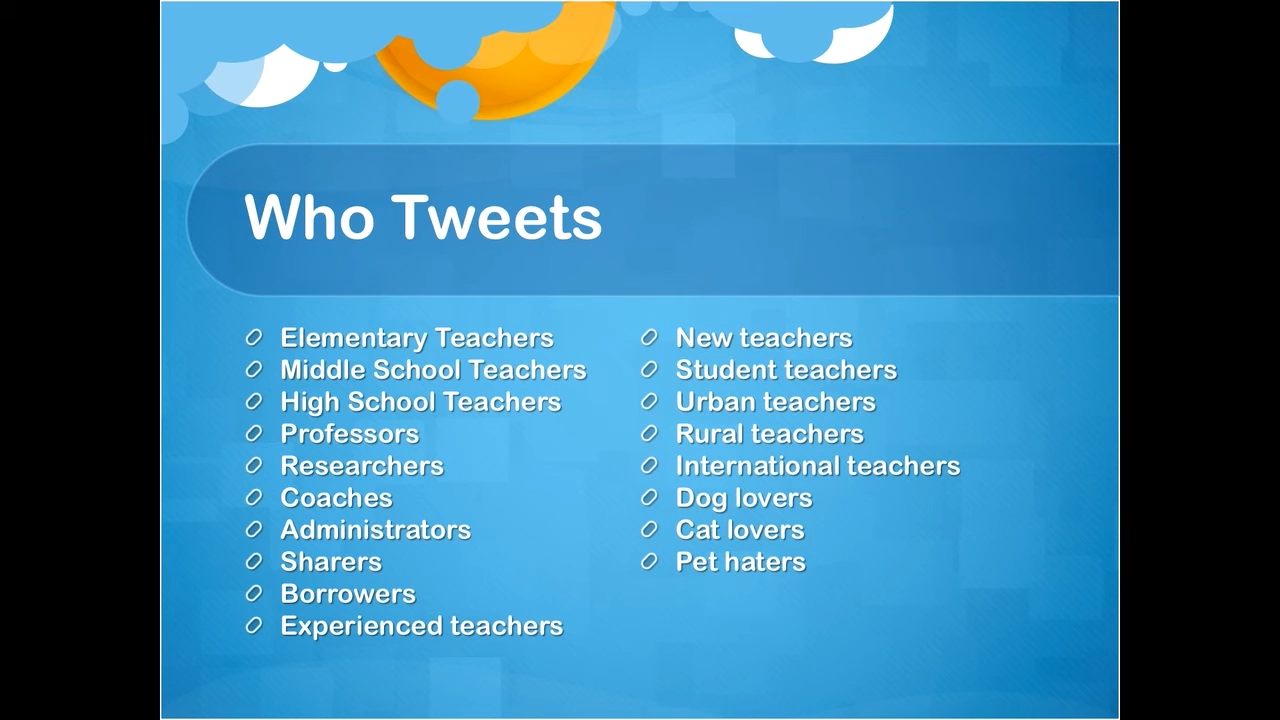 Who Tweets
Elementary Teachers
Middle School Teachers
High School Teachers
Professors
Researchers
Coaches
Administrators
Sharers
Borrowers
Experienced teachers
New teachers
Student teachers
Urban teachers
Rural teachers
International teachers
Dog lovers
Cat lovers
Pet haters